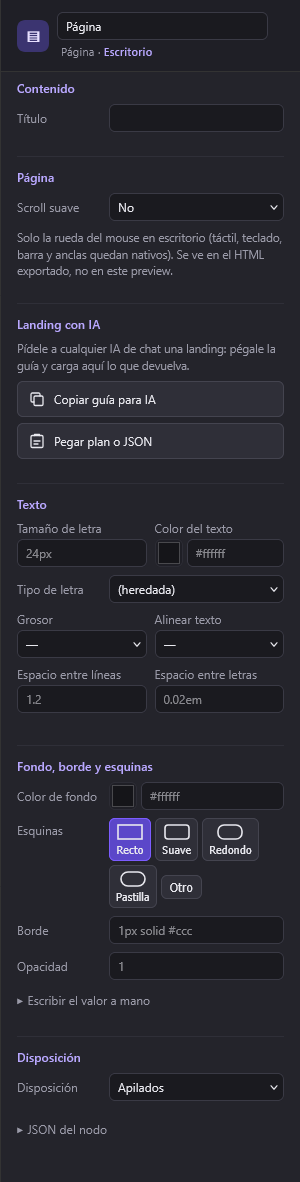 Página
Página · Escritorio
Contenido
Título
Página
Scroll suave
No
Solo la rueda del mouse en escritorio (táctil, teclado,
barra y anclas quedan nativos). Se ve en el HTML
exportado, no en este preview.
Landing con IA
Pídele a cualquier IA de chat una landing: pégale la
guía y carga aquí lo que devuelva.
Copiar guía para IA
Pegar plan o JSON
Texto
Tamaño de letra
Color del texto
24px
#ffffff
Tipo de letra
(heredada)
Grosor
Alinear texto
—
—
Espacio entre líneas
Espacio entre letras
1.2
0.02em
Fondo, borde y esquinas
Color de fondo
#ffffff
Esquinas
Recto
Suave
Redondo
Pastilla
Otro
Borde
1px solid #ccc
Opacidad
1
▸ Escribir el valor a mano
Disposición
Disposición
Apilados
▸ JSON del nodo